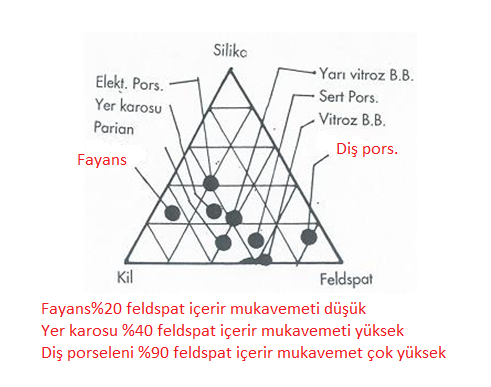 Silika
Elekt. Pors.
Yarı vitroz B.B.
Yer karosu
Sert Pors.
Parian
Vitroz B.B.
Fayans
Diş pors.
Kil
Feldspat
Fayans%20 feldspat içerir mukavemeti düşük
Yer karosu %40 feldspat içerir mukavemeti yüksek
Diş porseleni %90 feldspat içerir mukavemet çok yüksek